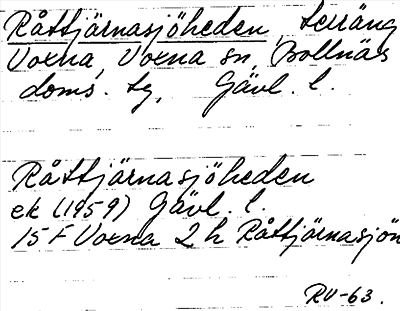 Råttjärnasjöheden, terräng
Voxna, Voxna sn, Bollnäs
doms. tg, Gävl. l.
Råttjärnasjöheden
ek (1959) Gävl. l.
15 F Voxna 2 h Råttjärnasjön
RV-63.